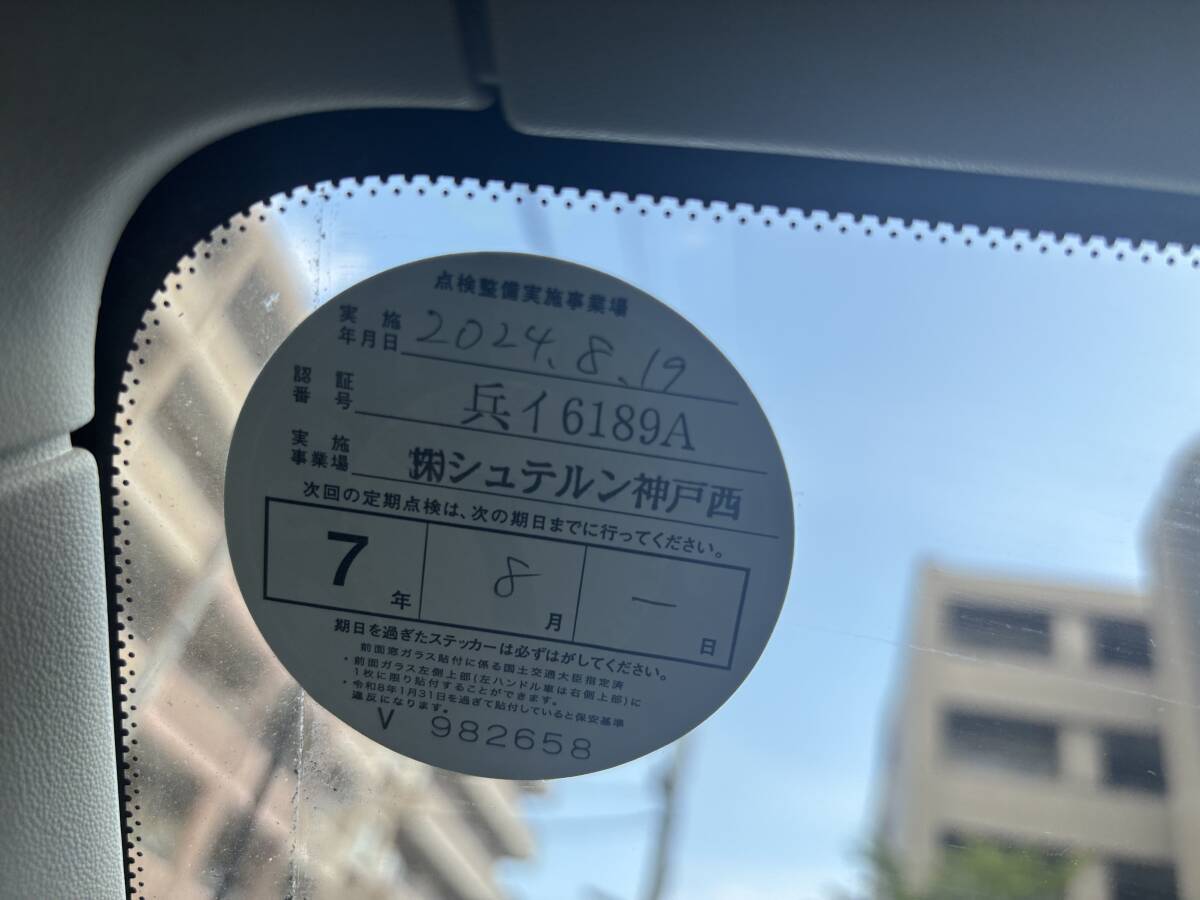 点検整備実施事業場
実施年月日 2024.8.19
認証番号 兵イ6189A
実施事業場 ㈱シュテルン神戸西
次回の定期点検は、次の期日までに行ってください。
7年 8月 一日
期日を過ぎたステッカーは必ずはがしてください。
前面窓ガラス貼付に係る国土交通大臣指定済
・前面ガラス左側上部(左ハンドル車は右側上部)に
1枚に限り貼付することができます。
・令和8年1月31日を過ぎて貼付していると保安基準
違反になります。
V 982658